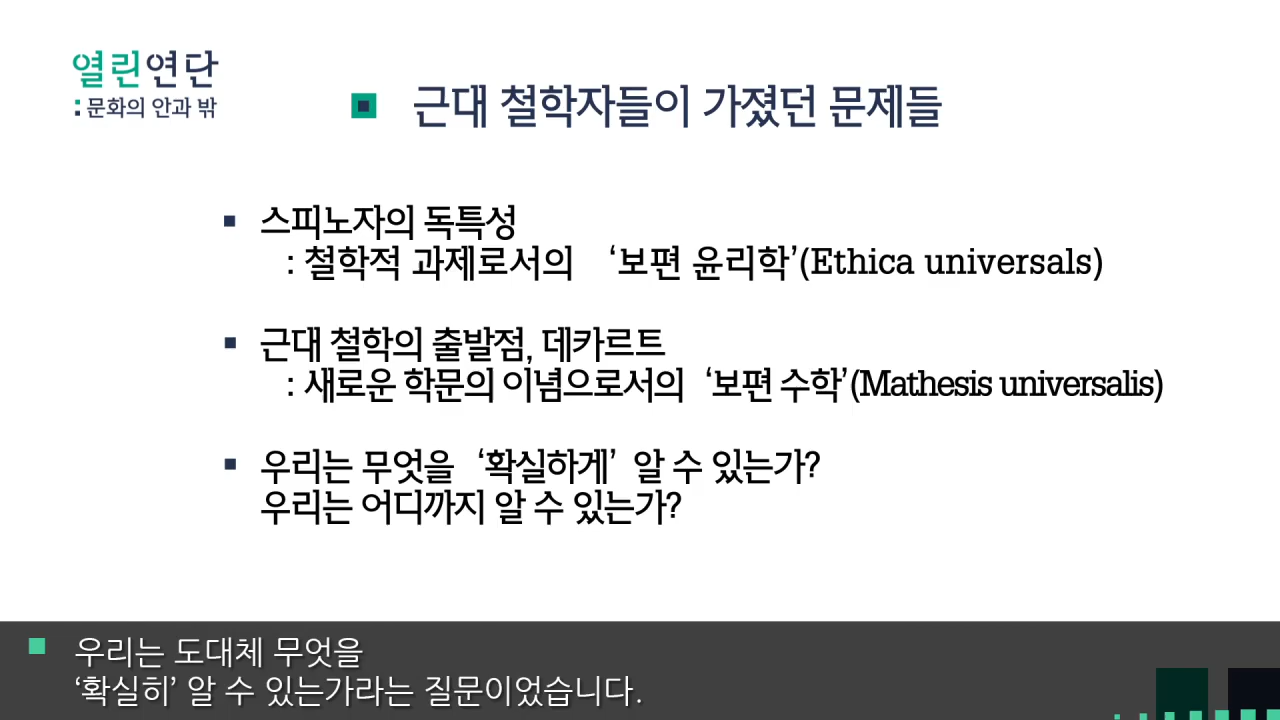 열린연단
:문화의 안과 밖
근대 철학자들이 가졌던 문제들
스피노자의 독특성
: 철학적 과제로서의 ‘보편 윤리학’(Ethica universals)
근대 철학의 출발점, 데카르트
: 새로운 학문의 이념으로서의 ‘보편 수학’(Mathesis universalis)
우리는 무엇을 ‘확실하게’ 알 수 있는가?
우리는 어디까지 알 수 있는가?
우리는 도대체 무엇을
‘확실히’ 알 수 있는가라는 질문이었습니다.